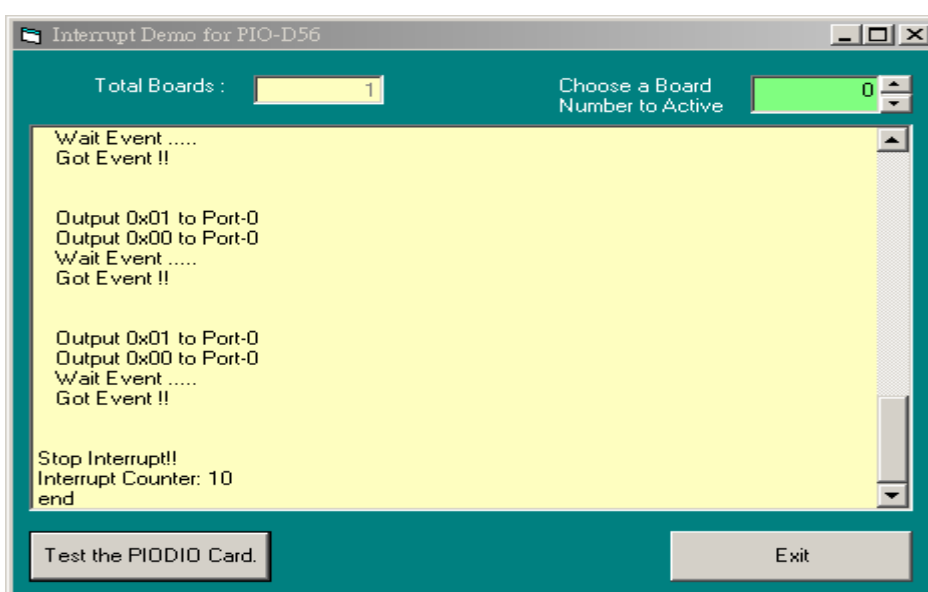 Interrupt Demo for PIO-D56
Total Boards : 1
Choose a Board
Number to Active 0
Wait Event .....
Got Event !!
Output 0x01 to Port-0
Output 0x00 to Port-0
Wait Event .....
Got Event !!
Output 0x01 to Port-0
Output 0x00 to Port-0
Wait Event .....
Got Event !!
Stop Interrupt!!
Interrupt Counter: 10
end
Test the PIODIO Card.
Exit